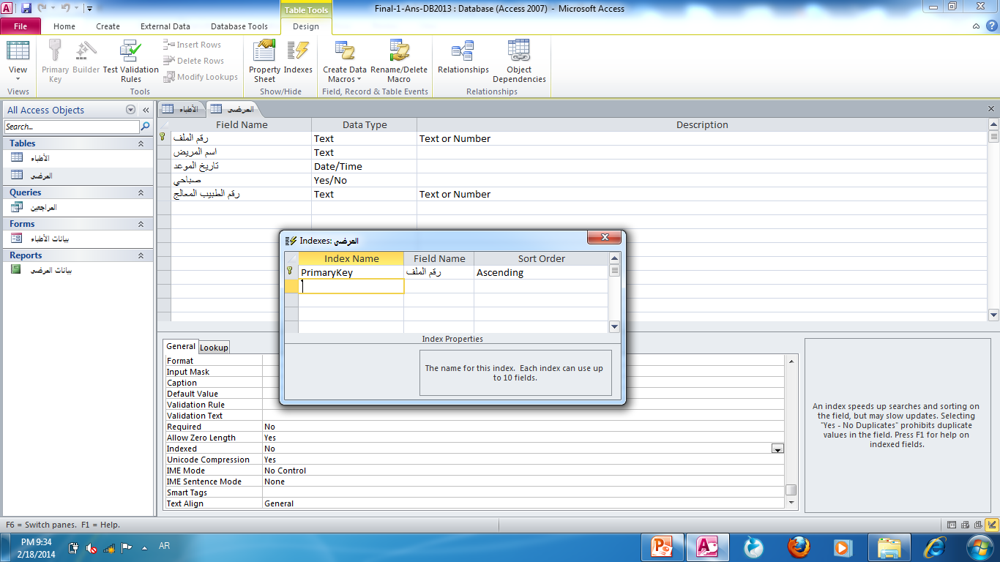 Table Tools
Final-1-Ans-DB2013 : Database (Access 2007) - Microsoft Access
File Home Create External Data Database Tools Design
View
Views
Primary Key
Builder
Test Validation Rules
Insert Rows
Delete Rows
Modify Lookups
Tools
Property Sheet
Indexes
Show/Hide
Create Data Macros
Rename/Delete Macro
Field, Record & Table Events
Relationships
Object Dependencies
Relationships
All Access Objects
Search...
Tables
الأطباء
المرضى
Queries
المراجعين
Forms
بيانات الأطباء
Reports
بيانات المرضى
الأطباء المرضى
Field Name Data Type Description
رقم الملف Text Text or Number
اسم المريض Text
تاريخ الموعد Date/Time
صباحي Yes/No
رقم الطبيب المعالج Text Text or Number
Indexes: المرضى
Index Name Field Name Sort Order
PrimaryKey رقم الملف Ascending
Index Properties
The name for this index. Each index can use up
to 10 fields.
General Lookup
Format
Input Mask
Caption
Default Value
Validation Rule
Validation Text
Required No
Allow Zero Length Yes
Indexed No
Unicode Compression Yes
IME Mode No Control
IME Sentence Mode None
Smart Tags
Text Align General
An index speeds up searches and sorting on
the field, but may slow updates. Selecting
"Yes - No Duplicates" prohibits duplicate
values in the field. Press F1 for help on
indexed fields.
F6 = Switch panes. F1 = Help.
PM 9:34
2/18/2014
AR